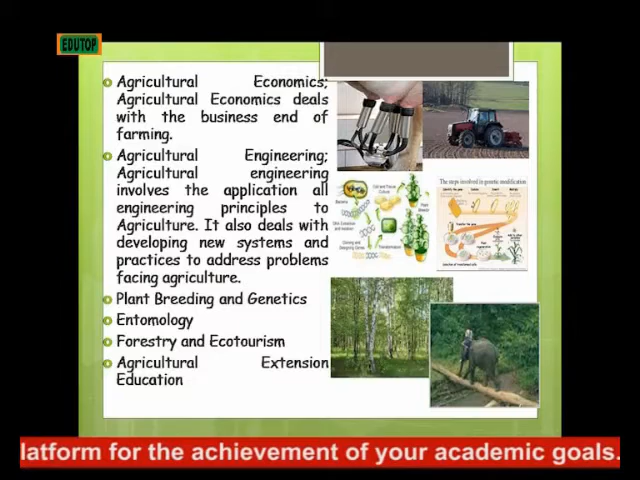 EDUTOP
Agricultural Economics;
Agricultural Economics deals
with the business end of
farming.
Agricultural Engineering;
Agricultural engineering
involves the application all
engineering principles to
Agriculture. It also deals with
developing new systems and
practices to address problems
facing agriculture.
Plant Breeding and Genetics
Entomology
Forestry and Ecotourism
Agricultural Extension
Education
The steps involved in genetic modification
latform for the achievement of your academic goals.